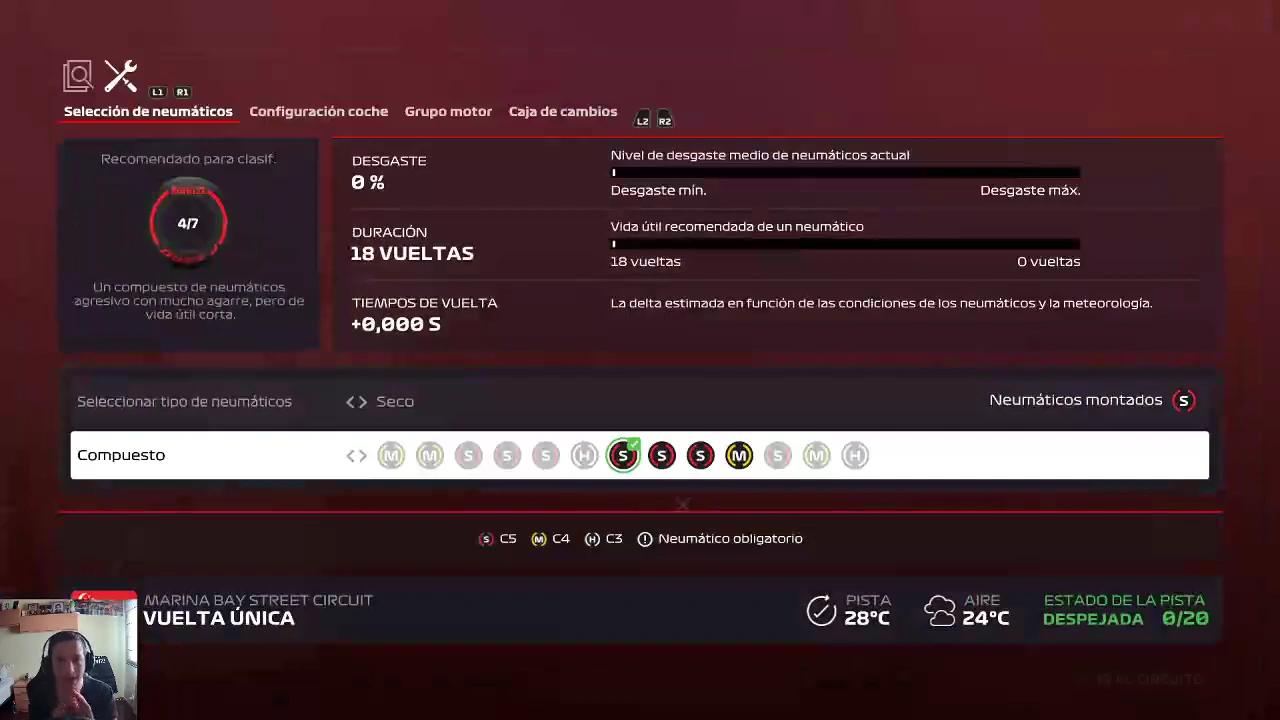 L1 R1
Selección de neumáticos Configuración coche Grupo motor Caja de cambios L2 R2
Recomendado para clasif.
4/7
Un compuesto de neumáticos
agresivo con mucho agarre, pero de
vida útil corta.
DESGASTE
0 %
Nivel de desgaste medio de neumáticos actual
Desgaste mín. Desgaste máx.
DURACIÓN
18 VUELTAS
Vida útil recomendada de un neumático
18 vueltas 0 vueltas
TIEMPOS DE VUELTA
+0,000 S
La delta estimada en función de las condiciones de los neumáticos y la meteorología.
Seleccionar tipo de neumáticos Seco Neumáticos montados S
Compuesto M M S S S H S S S M S M H
S C5 M C4 H C3 Neumático obligatorio
MARINA BAY STREET CIRCUIT
VUELTA ÚNICA
PISTA
28°C
AIRE
24°C
ESTADO DE LA PISTA
DESPEJADA 0/20
AL CIRCUITO